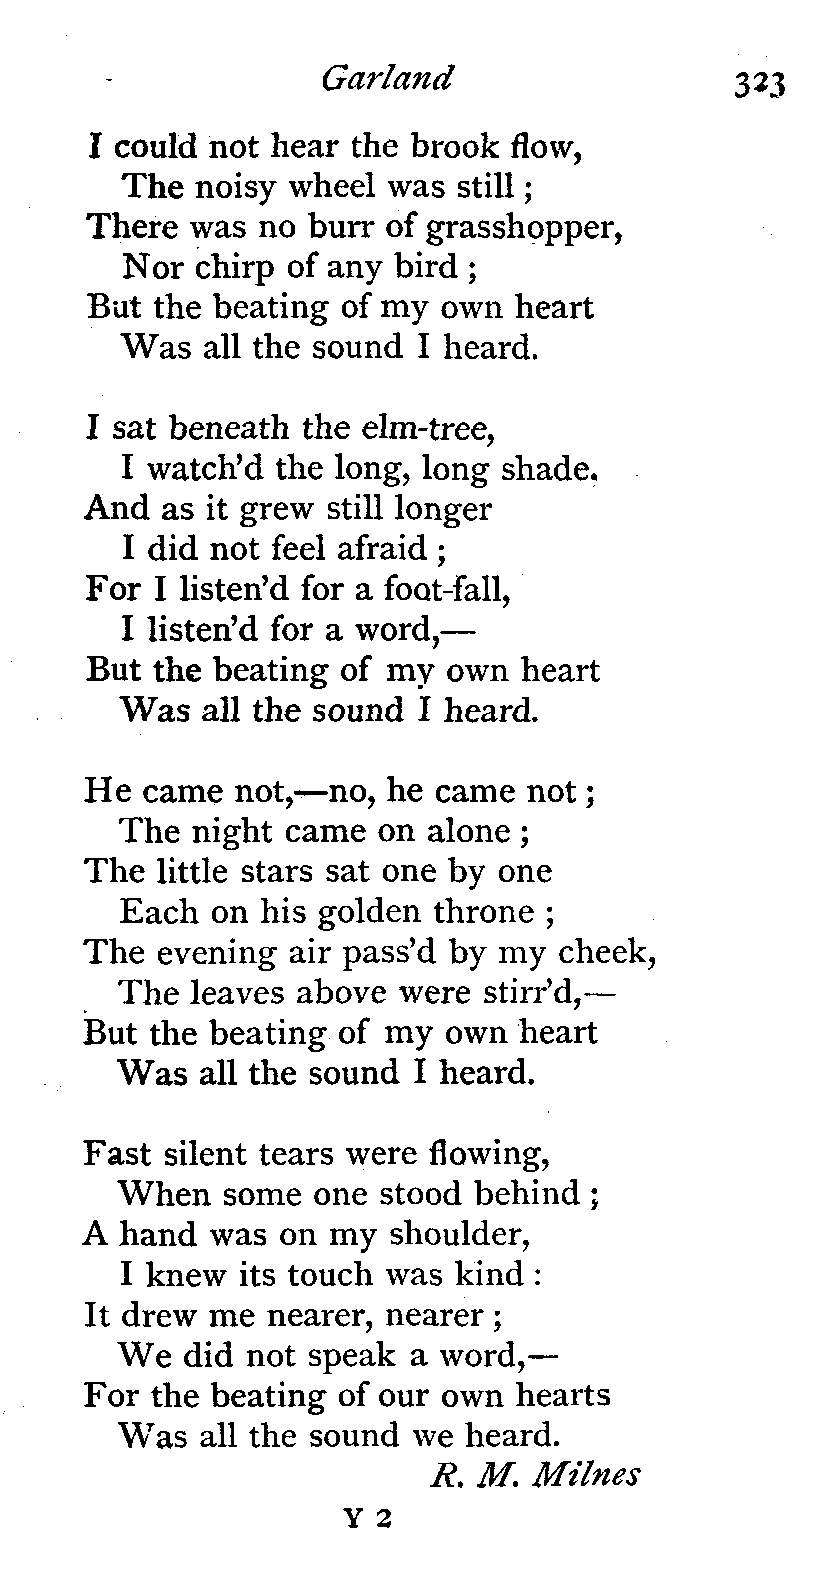 Garland 323
I could not hear the brook flow,
The noisy wheel was still ;
There was no burr of grasshopper,
Nor chirp of any bird ;
But the beating of my own heart
Was all the sound I heard.
I sat beneath the elm-tree,
I watch'd the long, long shade.
And as it grew still longer
I did not feel afraid ;
For I listen'd for a foot-fall,
I listen'd for a word,—
But the beating of my own heart
Was all the sound I heard.
He came not,—no, he came not ;
The night came on alone ;
The little stars sat one by one
Each on his golden throne ;
The evening air pass'd by my cheek,
The leaves above were stirr'd,—
But the beating of my own heart
Was all the sound I heard.
Fast silent tears were flowing,
When some one stood behind ;
A hand was on my shoulder,
I knew its touch was kind :
It drew me nearer, nearer ;
We did not speak a word,—
For the beating of our own hearts
Was all the sound we heard.
R. M. Milnes
Y 2